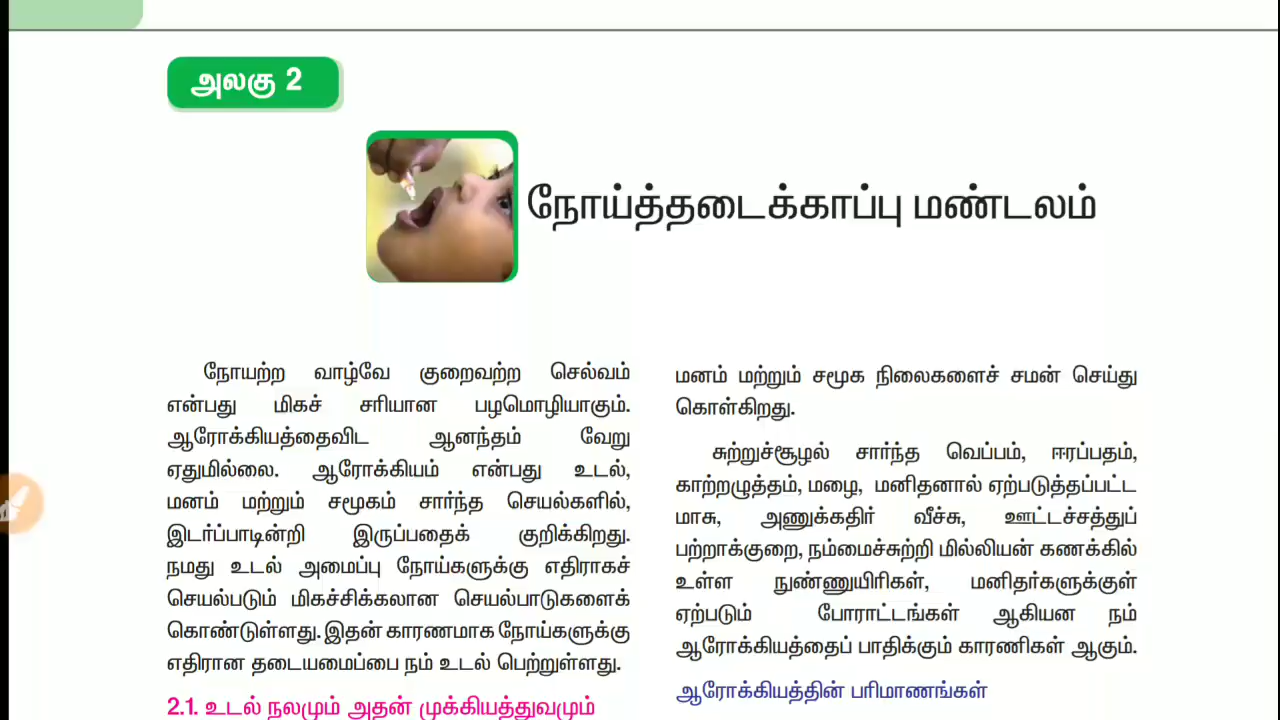 அலகு 2
நோய்த்தடைக்காப்பு மண்டலம்
நோயற்ற வாழ்வே குறைவற்ற செல்வம்
என்பது மிகச் சரியான பழமொழியாகும்.
ஆரோக்கியத்தைவிட ஆனந்தம் வேறு
ஏதுமில்லை. ஆரோக்கியம் என்பது உடல்,
மனம் மற்றும் சமூகம் சார்ந்த செயல்களில்,
இடர்ப்பாடின்றி இருப்பதைக் குறிக்கிறது.
நமது உடல் அமைப்பு நோய்களுக்கு எதிராகச்
செயல்படும் மிகச்சிக்கலான செயல்பாடுகளைக்
கொண்டுள்ளது. இதன் காரணமாக நோய்களுக்கு
எதிரான தடையமைப்பை நம் உடல் பெற்றுள்ளது.
2.1. உடல் நலமும் அதன் முக்கியத்துவமும்
மனம் மற்றும் சமூக நிலைகளைச் சமன் செய்து
கொள்கிறது.
சுற்றுச்சூழல் சார்ந்த வெப்பம், ஈரப்பதம்,
காற்றழுத்தம், மழை, மனிதனால் ஏற்படுத்தப்பட்ட
மாசு, அணுக்கதிர் வீச்சு, ஊட்டச்சத்துப்
பற்றாக்குறை, நம்மைச்சுற்றி மில்லியன் கணக்கில்
உள்ள நுண்ணுயிரிகள், மனிதர்களுக்குள்
ஏற்படும் போராட்டங்கள் ஆகியன நம்
ஆரோக்கியத்தைப் பாதிக்கும் காரணிகள் ஆகும்.
ஆரோக்கியத்தின் பரிமாணங்கள்